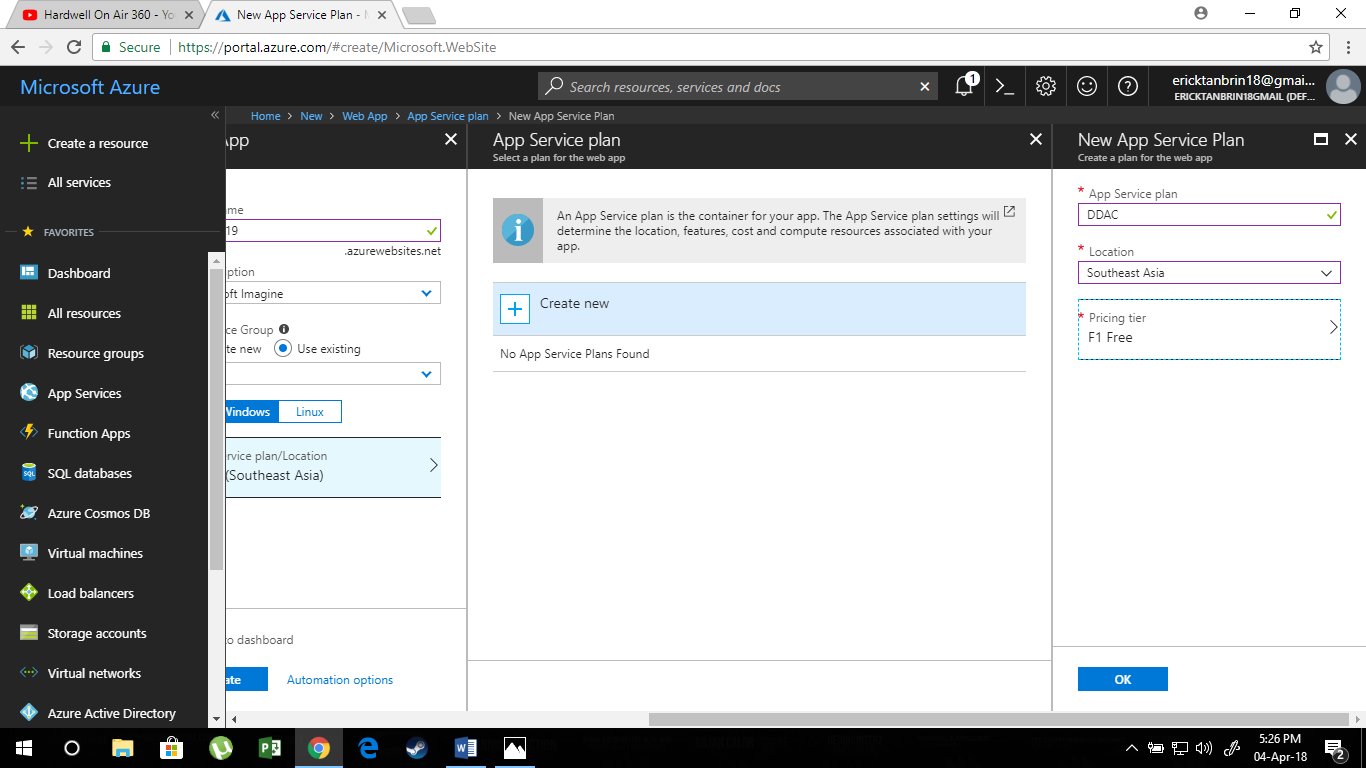 Hardwell On Air 360 - Yo
New App Service Plan - M
Secure
https://portal.azure.com/#create/Microsoft.WebSite
Microsoft Azure
Search resources, services and docs
1
ericktanbrin18@gmai...
ERICKTANBRIN18GMAIL (DEF...
Home > New > Web App > App Service plan > New App Service Plan
Create a resource
All services
FAVORITES
Dashboard
All resources
Resource groups
App Services
Function Apps
SQL databases
Azure Cosmos DB
Virtual machines
Load balancers
Storage accounts
Virtual networks
Azure Active Directory
App
me
19
.azurewebsites.net
ption
oft Imagine
ce Group
te new
Use existing
Windows
Linux
rvice plan/Location
(Southeast Asia)
to dashboard
ate
Automation options
App Service plan
Select a plan for the web app
An App Service plan is the container for your app. The App Service plan settings will
determine the location, features, cost and compute resources associated with your
app.
Create new
No App Service Plans Found
New App Service Plan
Create a plan for the web app
* App Service plan
DDAC
* Location
Southeast Asia
* Pricing tier
F1 Free
OK
5:26 PM
04-Apr-18
2